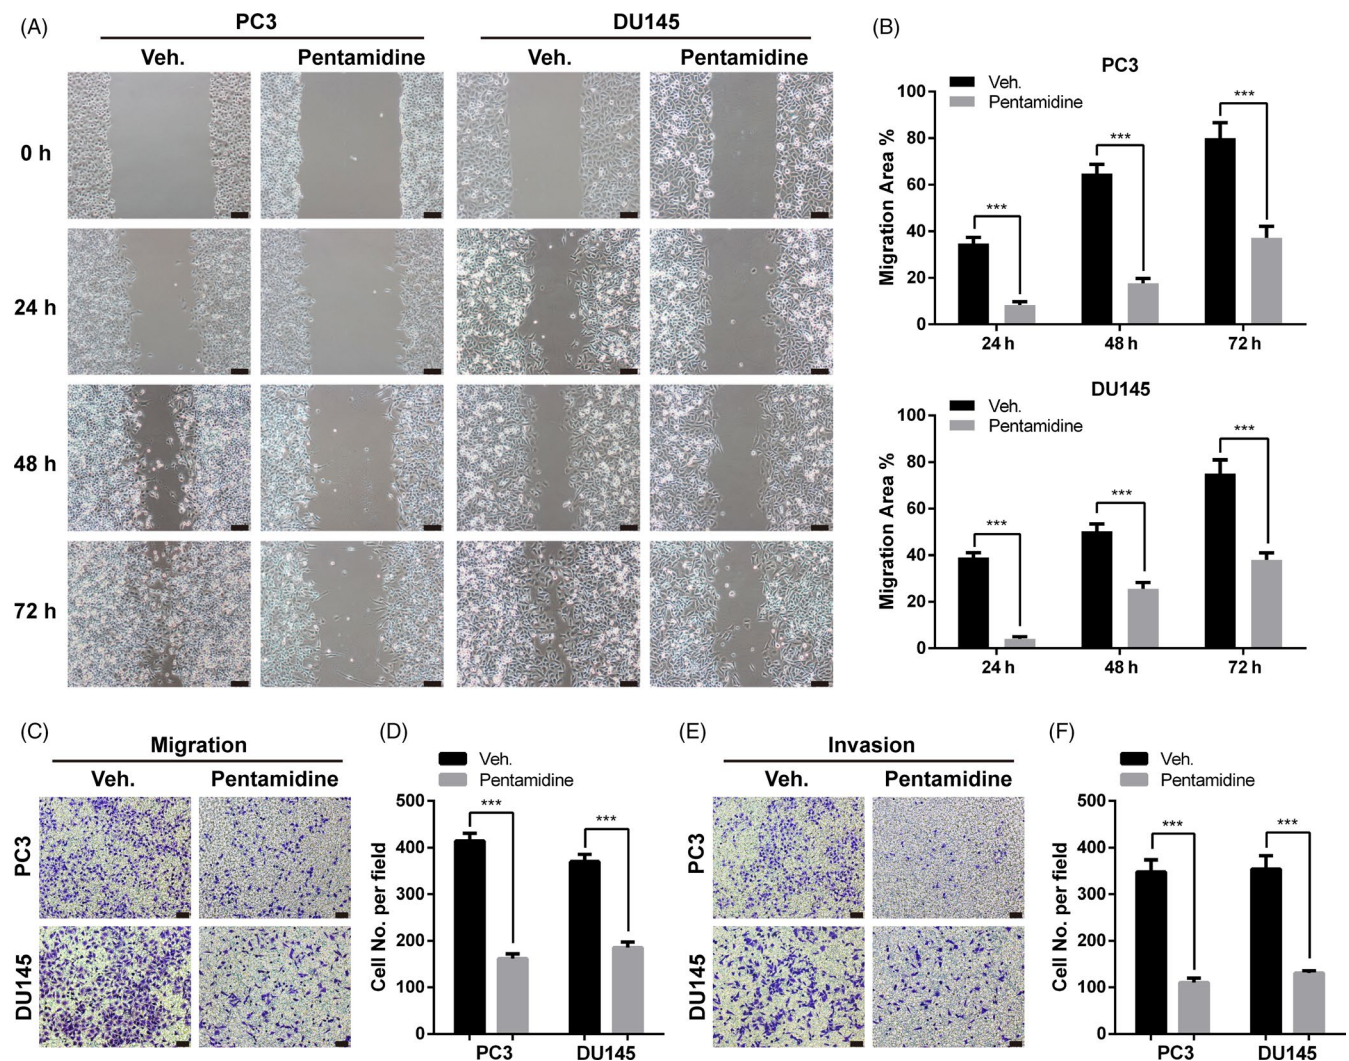 (A)
PC3 DU145
Veh. Pentamidine Veh. Pentamidine
0 h
24 h
48 h
72 h
(B)
PC3
Veh.
Pentamidine
Migration Area %
100
80
60
40
20
0
***
***
***
24 h 48 h 72 h
DU145
Veh.
Pentamidine
Migration Area %
100
80
60
40
20
0
***
***
***
24 h 48 h 72 h
(C)
Migration
Veh. Pentamidine
PC3
DU145
(D)
Veh.
Pentamidine
Cell No. per field
500
400
300
200
100
0
***
***
PC3 DU145
(E)
Invasion
Veh. Pentamidine
PC3
DU145
(F)
Veh.
Pentamidine
Cell No. per field
500
400
300
200
100
0
***
***
PC3 DU145